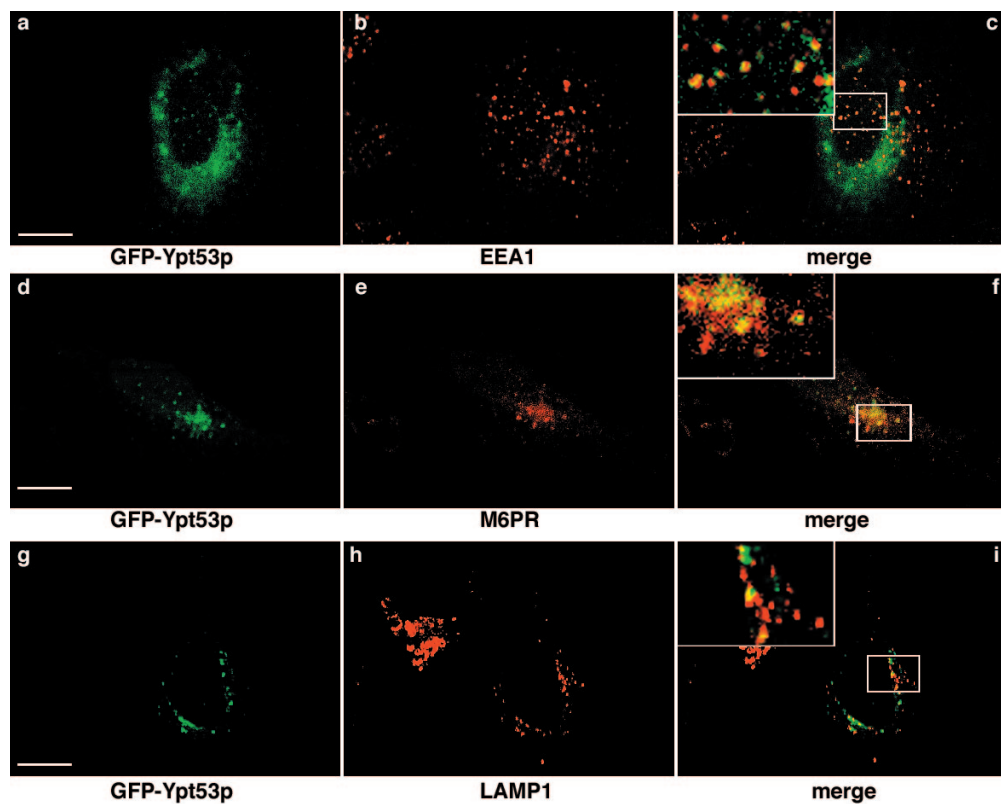 a b c
GFP-Ypt53p EEA1 merge
d e f
GFP-Ypt53p M6PR merge
g h i
GFP-Ypt53p LAMP1 merge